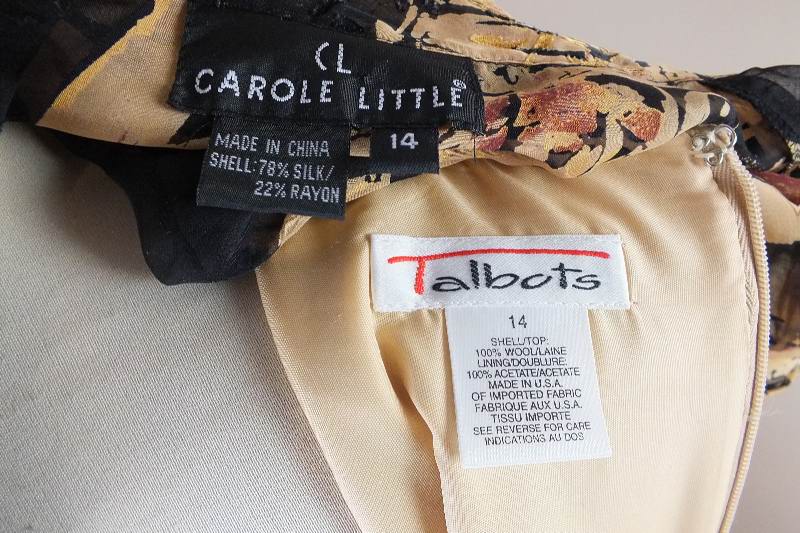 CL
CAROLE LITTLE®
MADE IN CHINA
SHELL: 78% SILK/
22% RAYON
14
Talbots
14
SHELL/TOP:
100% WOOL/LAINE
LINING/DOUBLURE:
100% ACETATE/ACETATE
MADE IN U.S.A.
OF IMPORTED FABRIC
FABRIQUE AUX U.S.A.
TISSU IMPORTE
SEE REVERSE FOR CARE
INDICATIONS AU DOS